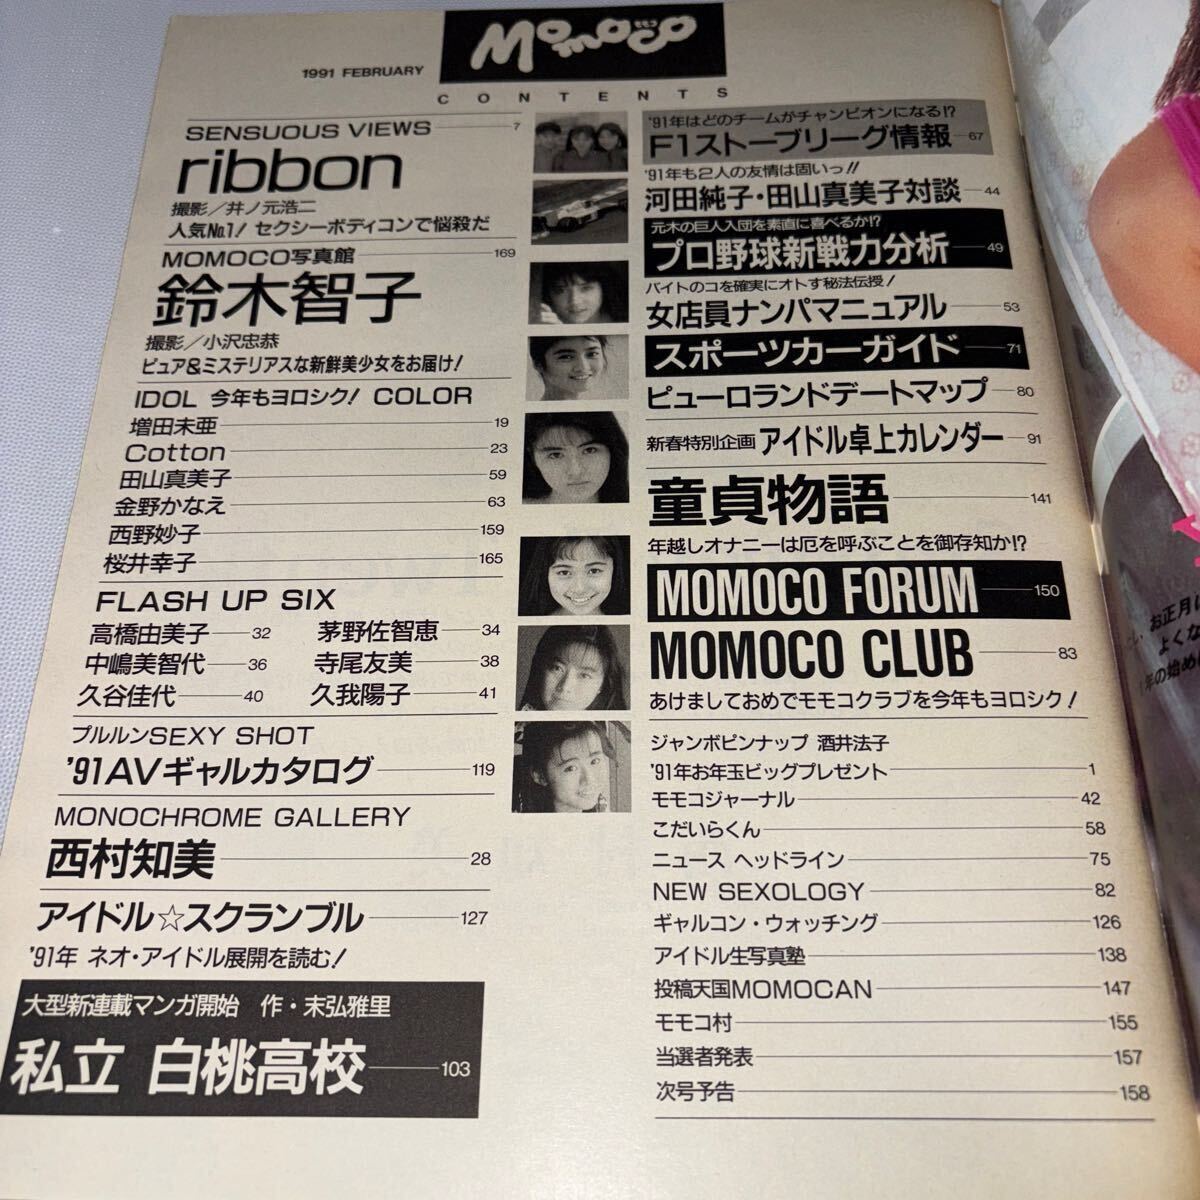 Momoco
1991 FEBRUARY
CONTENTS
SENSUOUS VIEWS 7
ribbon
撮影／井ノ元浩二
人気No.1! セクシーボディコンで悩殺だ
MOMOCO写真館 169
鈴木智子
撮影／小沢忠恭
ピュア&ミステリアスな新鮮美少女をお届け!
IDOL 今年もヨロシク! COLOR
増田未亜 19
Cotton 23
田山真美子 59
金野かなえ 63
西野妙子 159
桜井幸子 165
FLASH UP SIX
高橋由美子 32 茅野佐智恵 34
中嶋美智代 36 寺尾友美 38
久谷佳代 40 久我陽子 41
プルルンSEXY SHOT
'91AVギャルカタログ 119
MONOCHROME GALLERY
西村知美 28
アイドル☆スクランブル 127
'91年 ネオ・アイドル展開を読む!
大型新連載マンガ開始 作・末弘雅里
私立 白桃高校 103
'91年はどのチームがチャンピオンになる!?
F1ストーブリーグ情報 67
'91年も2人の友情は固いっ!!
河田純子・田山真美子対談 44
元木の巨人入団を素直に喜べるか!?
プロ野球新戦力分析 49
バイトのコを確実にオトす秘法伝授!
女店員ナンパマニュアル 53
スポーツカーガイド 71
ピューロランドデートマップ 80
新春特別企画 アイドル卓上カレンダー 91
童貞物語 141
年越しオナニーは厄を呼ぶことを御存知か!?
MOMOCO FORUM 150
MOMOCO CLUB 83
あけましておめでモモコクラブを今年もヨロシク!
ジャンボピンナップ 酒井法子
'91年お年玉ビッグプレゼント 1
モモコジャーナル 42
こだいらくん 58
ニュース ヘッドライン 75
NEW SEXOLOGY 82
ギャルコン・ウォッチング 126
アイドル生写真塾 138
投稿天国MOMOCAN 147
モモコ村 155
当選者発表 157
次号予告 158
お正月に
よくな
年の始め